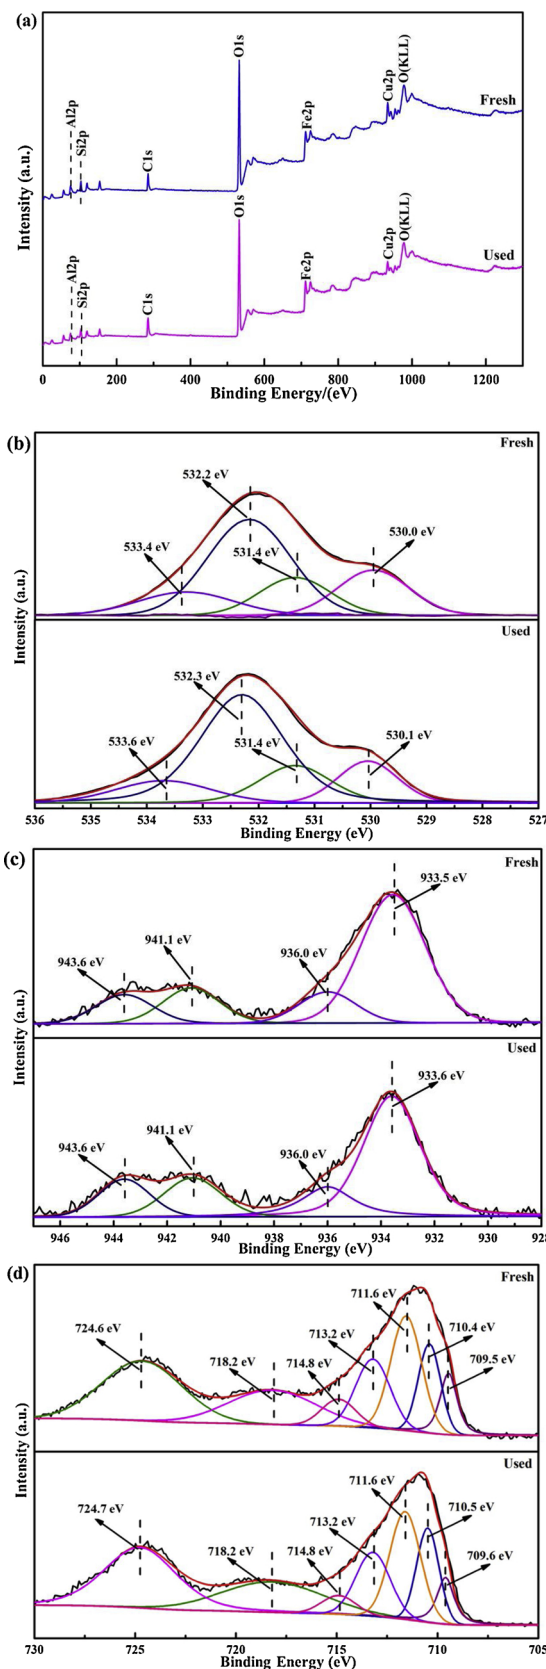 (a)
Al2p
Si2p
C1s
O1s
Fe2p
Cu2p
O(KLL)
Fresh
Al2p
Si2p
C1s
O1s
Fe2p
Cu2p
O(KLL)
Used
Intensity (a.u.)
0 200 400 600 800 1000 1200
Binding Energy/(eV)
(b)
Fresh
532.2 eV
533.4 eV
531.4 eV
530.0 eV
Used
532.3 eV
533.6 eV
531.4 eV
530.1 eV
Intensity (a.u.)
536 535 534 533 532 531 530 529 528 527
Binding Energy (eV)
(c)
Fresh
933.5 eV
941.1 eV
943.6 eV
936.0 eV
Used
933.6 eV
941.1 eV
943.6 eV
936.0 eV
Intensity (a.u.)
946 944 942 940 938 936 934 932 930 928
Binding Energy (eV)
(d)
Fresh
711.6 eV
724.6 eV
713.2 eV
710.4 eV
718.2 eV
714.8 eV
709.5 eV
Used
711.6 eV
724.7 eV
713.2 eV
710.5 eV
718.2 eV
714.8 eV
709.6 eV
Intensity (a.u.)
730 725 720 715 710 705
Binding Energy (eV)